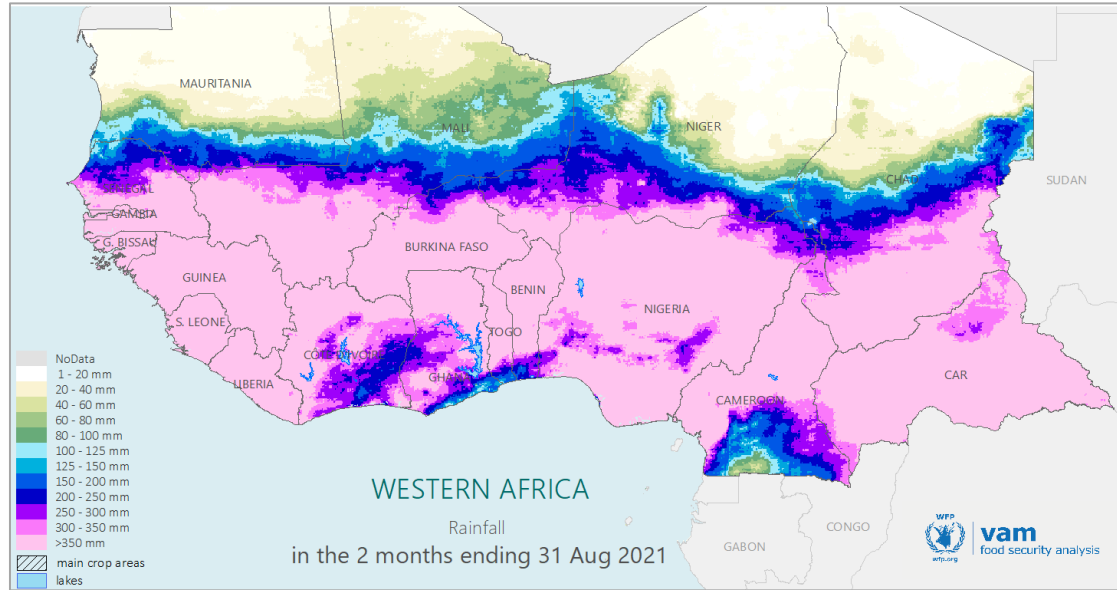 MAURITANIA
MALI
NIGER
CHAD
SUDAN
SENEGAL
GAMBIA
G. BISSAU
BURKINA FASO
GUINEA
BENIN
NIGERIA
S. LEONE
TOGO
COTE D'IVOIRE
GHANA
LIBERIA
CAR
CAMEROON
CONGO
GABON
NoData
1 - 20 mm
20 - 40 mm
40 - 60 mm
60 - 80 mm
80 - 100 mm
100 - 125 mm
125 - 150 mm
150 - 200 mm
200 - 250 mm
250 - 300 mm
300 - 350 mm
>350 mm
main crop areas
lakes
WESTERN AFRICA
Rainfall
in the 2 months ending 31 Aug 2021
WFP
wfp.org
vam
food security analysis